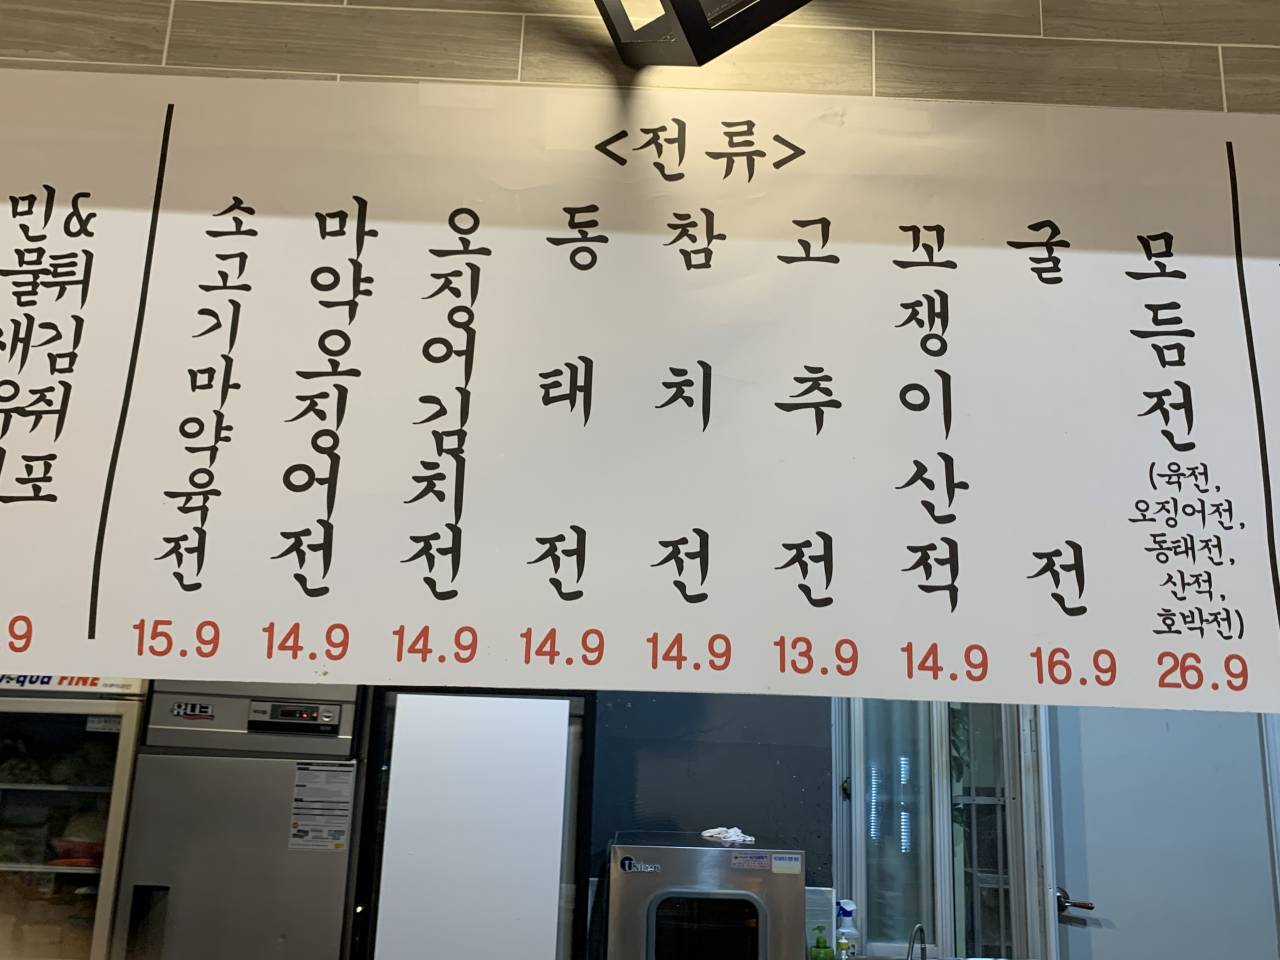 <전류>
소고기마약육전
15.9
마약오징어전
14.9
오징어김치전
14.9
동태전
14.9
참치전
14.9
고추전
13.9
꼬쟁이산적
14.9
굴전
16.9
모듬전
(육전,
오징어전,
동태전,
산적,
호박전)
26.9
민물새우
&튀김쥐포
9
FINE
유니크